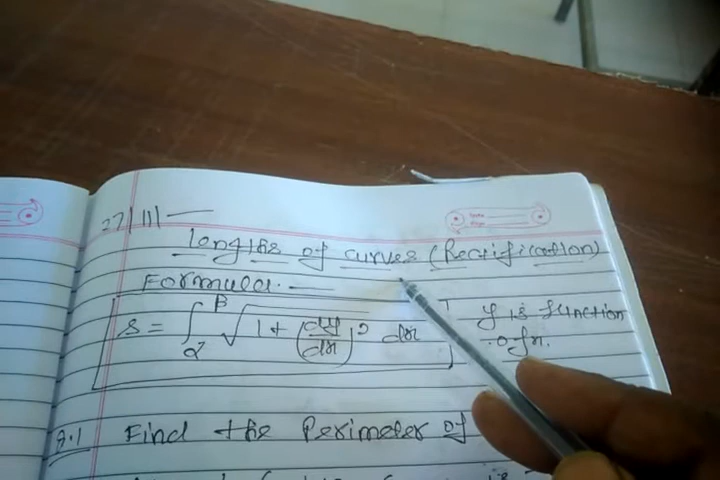 27/11/
Lengths of curves (Rectification)
Formula.
S = ∫_α^β √(1 + (dy/dx)² dx
y is function
of x.
Q.1 Find the Perimeter of